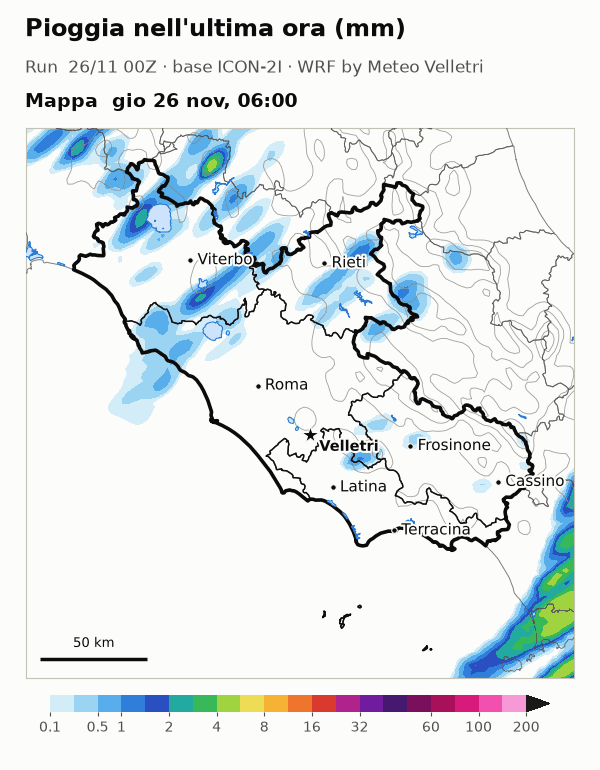 Pioggia nell'ultima ora (mm)
Run 26/11 00Z · base ICON-2I · WRF by Meteo Velletri
Mappa gio 26 nov, 06:00
Viterbo
Rieti
Roma
Velletri
Frosinone
Latina
Cassino
Terracina
50 km
0.1 0.5 1 2 4 8 16 32 60 100 200